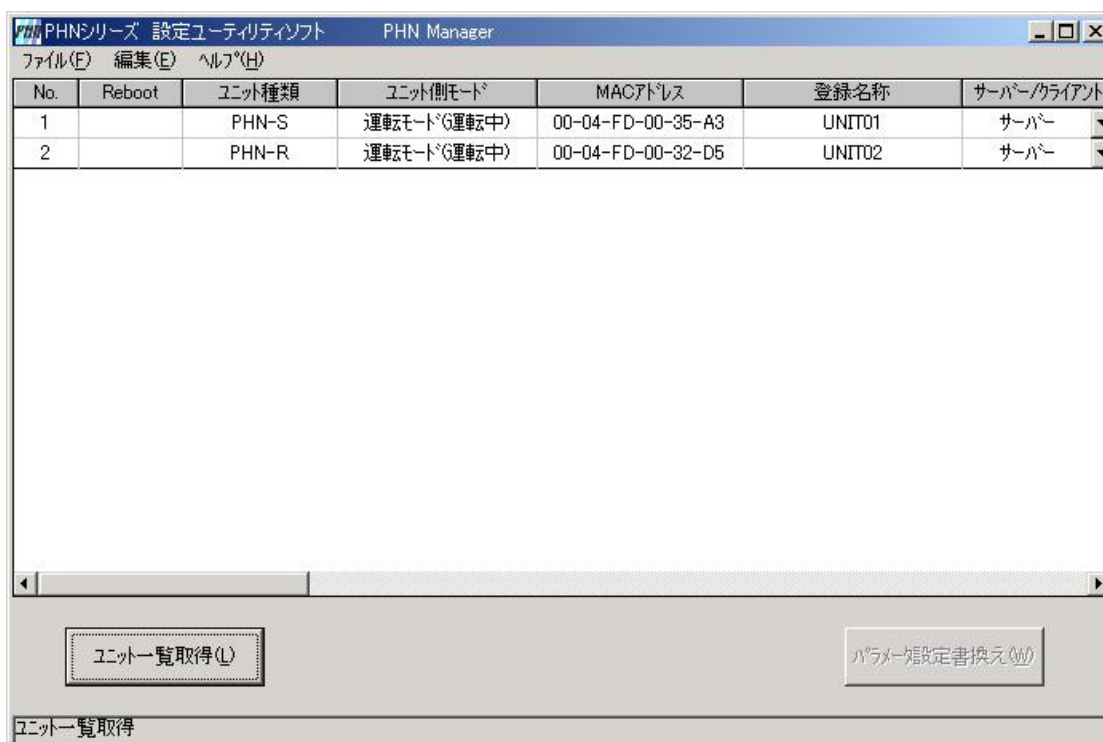 PHN PHNシリーズ 設定ユーティリティソフト PHN Manager
ファイル(F) 編集(E) ヘルプ(H)
No. Reboot ユニット種類 ユニット側モード MACアドレス 登録名称 サーバー/クライアント
1 PHN-S 運転モード(運転中) 00-04-FD-00-35-A3 UNIT01 サーバー
2 PHN-R 運転モード(運転中) 00-04-FD-00-32-D5 UNIT02 サーバー
ユニット一覧取得(L) パラメータ設定書換え(W)
ユニット一覧取得